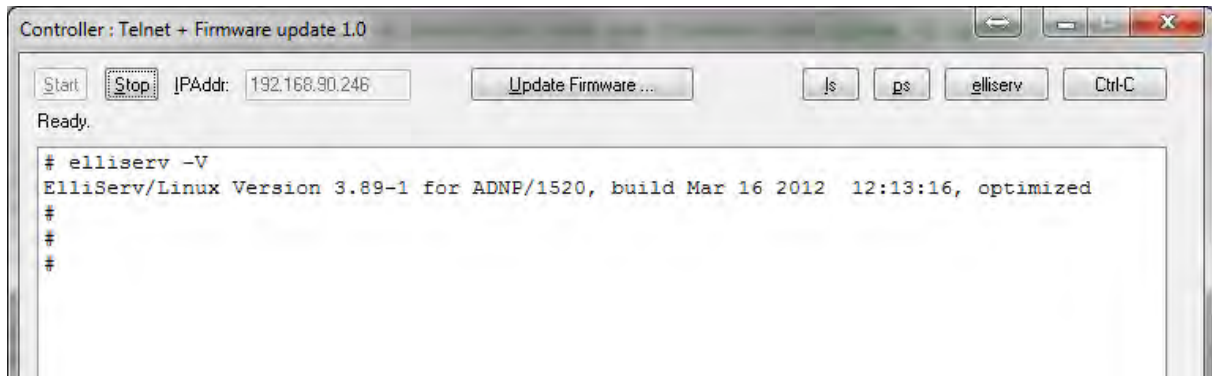 Controller : Telnet + Firmware update 1.0
Start Stop IPAddr: 192.168.90.246 Update Firmware ... ls ps elliserv Ctrl-C
Ready.
# elliserv -V
ElliServ/Linux Version 3.89-1 for ADNP/1520, build Mar 16 2012  12:13:16, optimized
#
#
#